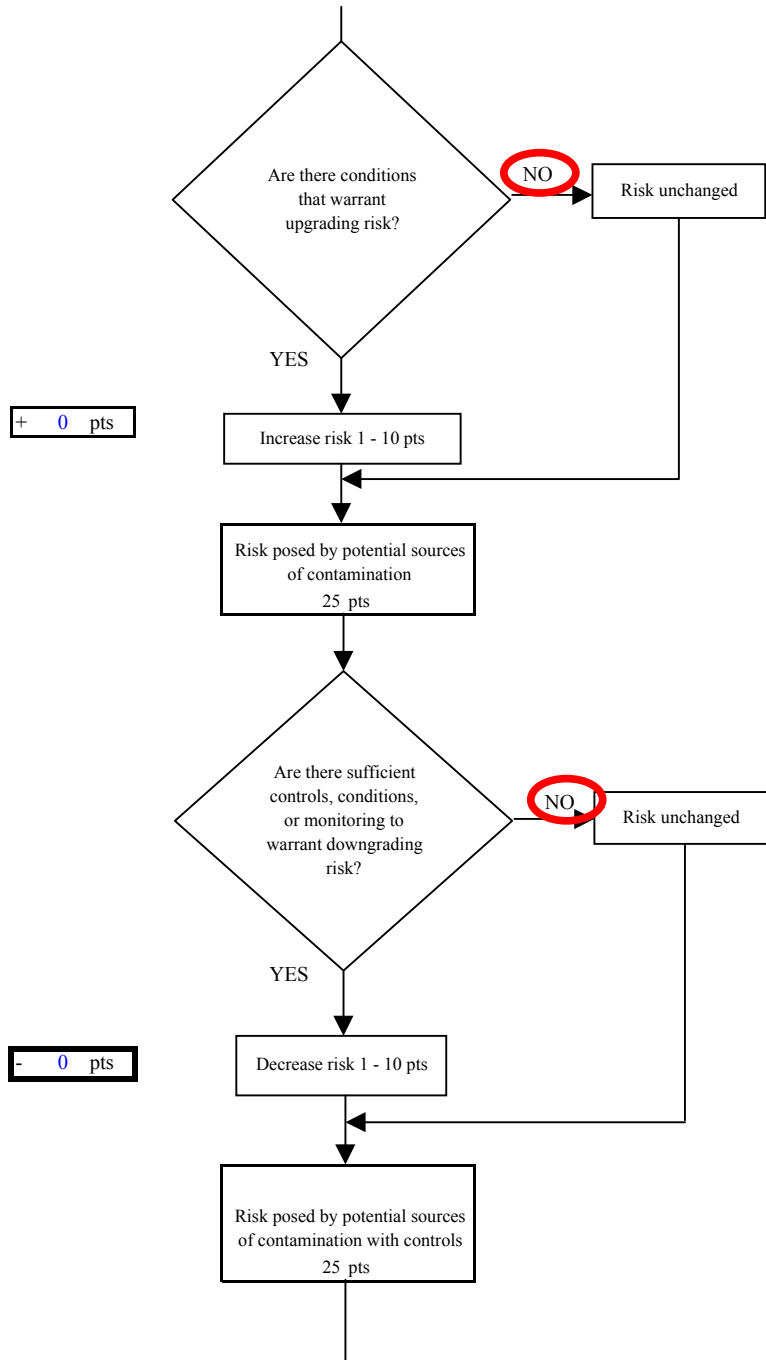 Are there conditions
that warrant
upgrading risk?
NO
Risk unchanged
YES
+ 0 pts
Increase risk 1 - 10 pts
Risk posed by potential sources
of contamination
25 pts
Are there sufficient
controls, conditions,
or monitoring to
warrant downgrading
risk?
NO
Risk unchanged
YES
- 0 pts
Decrease risk 1 - 10 pts
Risk posed by potential sources
of contamination with controls
25 pts